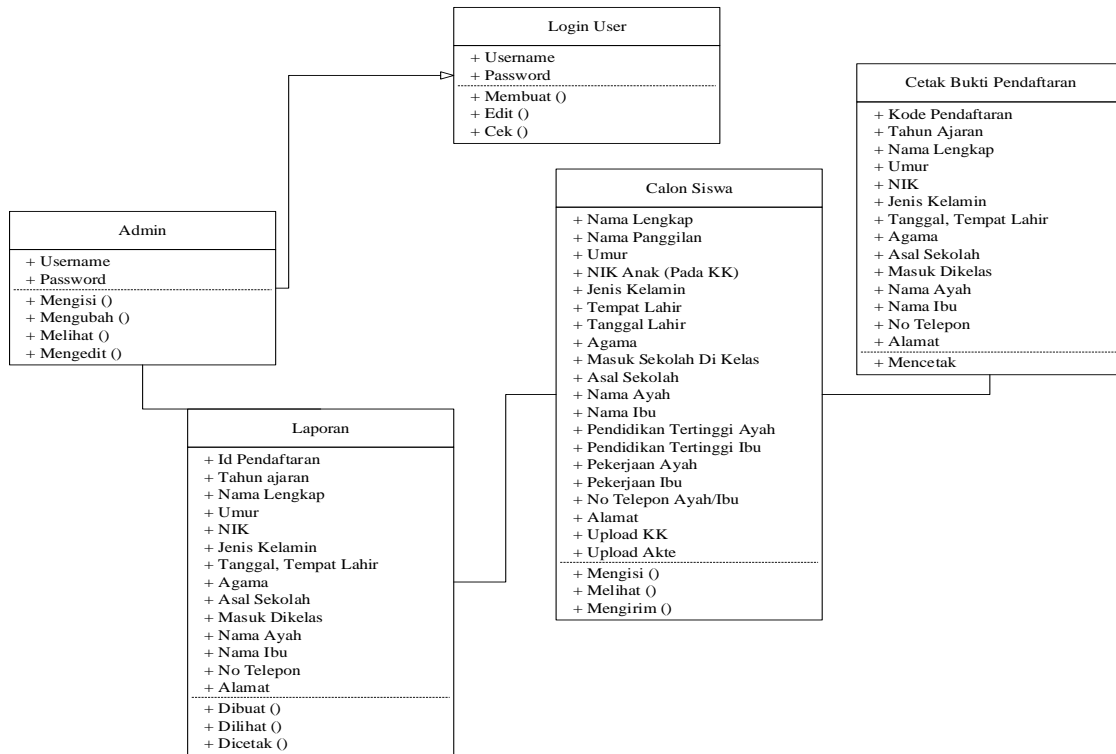 Login User
+ Username
+ Password
+ Membuat ()
+ Edit ()
+ Cek ()
Cetak Bukti Pendaftaran
+ Kode Pendaftaran
+ Tahun Ajaran
+ Nama Lengkap
+ Umur
+ NIK
+ Jenis Kelamin
+ Tanggal, Tempat Lahir
+ Agama
+ Asal Sekolah
+ Masuk Dikelas
+ Nama Ayah
+ Nama Ibu
+ No Telepon
+ Alamat
+ Mencetak
Calon Siswa
+ Nama Lengkap
+ Nama Panggilan
+ Umur
+ NIK Anak (Pada KK)
+ Jenis Kelamin
+ Tempat Lahir
+ Tanggal Lahir
+ Agama
+ Masuk Sekolah Di Kelas
+ Asal Sekolah
+ Nama Ayah
+ Nama Ibu
+ Pendidikan Tertinggi Ayah
+ Pendidikan Tertinggi Ibu
+ Pekerjaan Ayah
+ Pekerjaan Ibu
+ No Telepon Ayah/Ibu
+ Alamat
+ Upload KK
+ Upload Akte
+ Mengisi ()
+ Melihat ()
+ Mengirim ()
Admin
+ Username
+ Password
+ Mengisi ()
+ Mengubah ()
+ Melihat ()
+ Mengedit ()
Laporan
+ Id Pendaftaran
+ Tahun ajaran
+ Nama Lengkap
+ Umur
+ NIK
+ Jenis Kelamin
+ Tanggal, Tempat Lahir
+ Agama
+ Asal Sekolah
+ Masuk Dikelas
+ Nama Ayah
+ Nama Ibu
+ No Telepon
+ Alamat
+ Dibuat ()
+ Dilihat ()
+ Dicetak ()